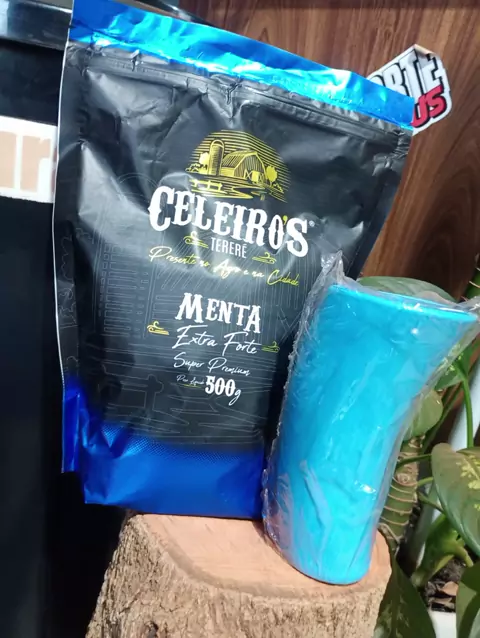 CELEIRO'S®
TERERÊ
Presente no Agro e na Cidade
MENTA
Extra Forte
Super Premium
500g